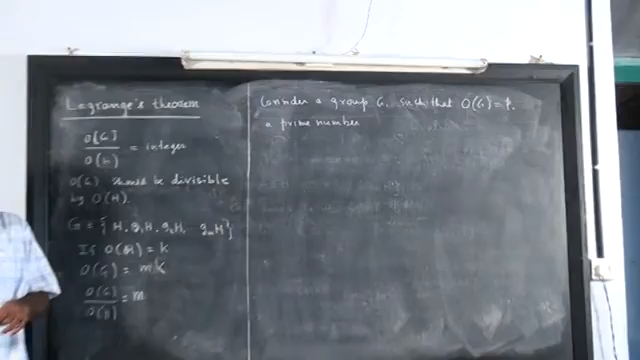 Lagrange's theorem
O(G)
O(H) = integer
O(G) should be divisible
by O(H).
G = { H, g₁H, g₂H, gₘH }
If O(H) = k
O(G) = mk
O(G)
O(H) = m
Consider a group G. Such that O(G) = p.
a prime number